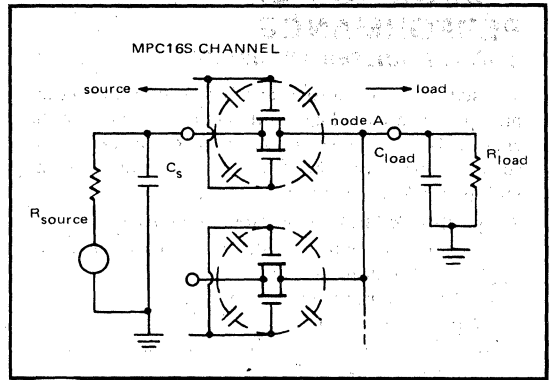 MPC16S CHANNEL
source
load
node A
C_s
C_load
R_load
R_source